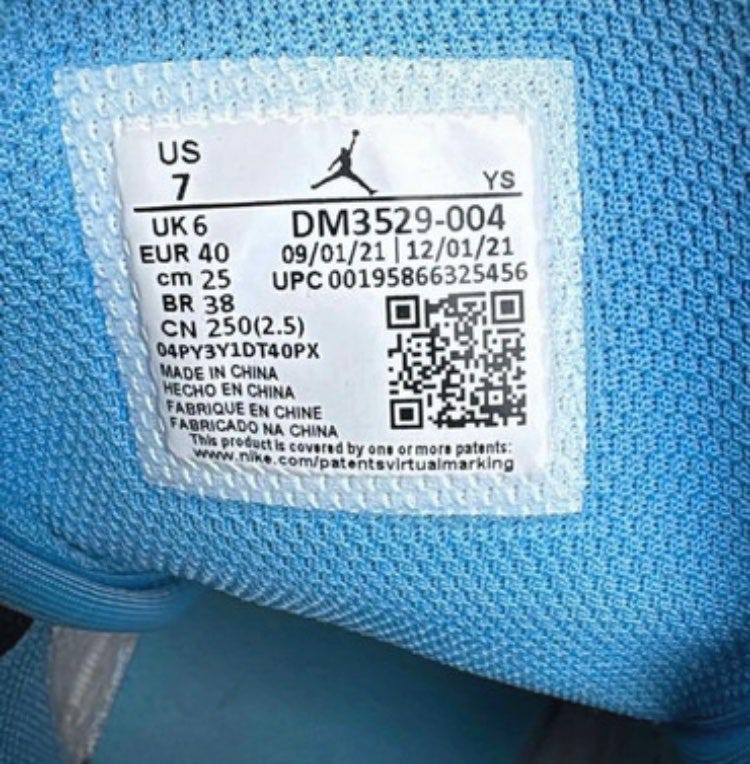 US
7
YS
UK 6
DM3529-004
EUR 40
09/01/21 | 12/01/21
cm 25
UPC 00195866325456
BR 38
CN 250(2.5)
04PY3Y1DT40PX
MADE IN CHINA
HECHO EN CHINA
FABRIQUE EN CHINE
FABRICADO NA CHINA
This product is covered by one or more patents:
www.nike.com/patentsvirtualmarking